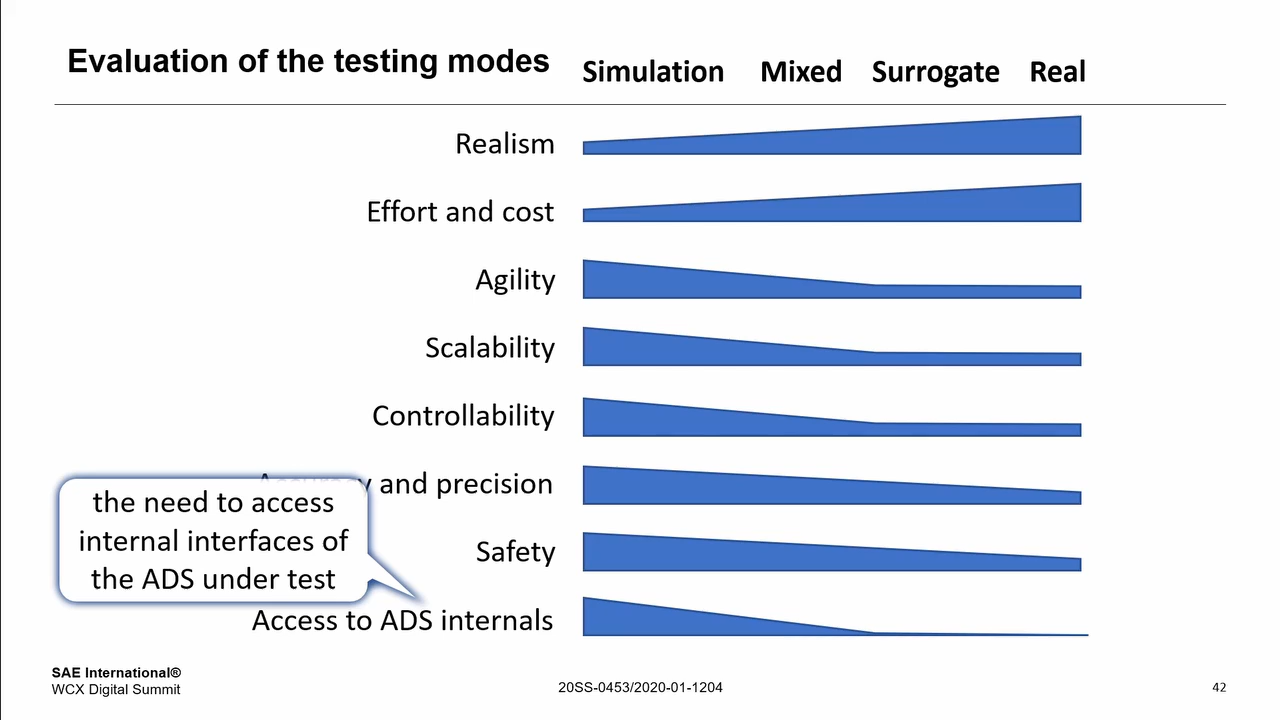 Evaluation of the testing modes
Simulation Mixed Surrogate Real
Realism
Effort and cost
Agility
Scalability
Controllability
and precision
the need to access
internal interfaces of
the ADS under test
Safety
Access to ADS internals
SAE International®
WCX Digital Summit
20SS-0453/2020-01-1204
42